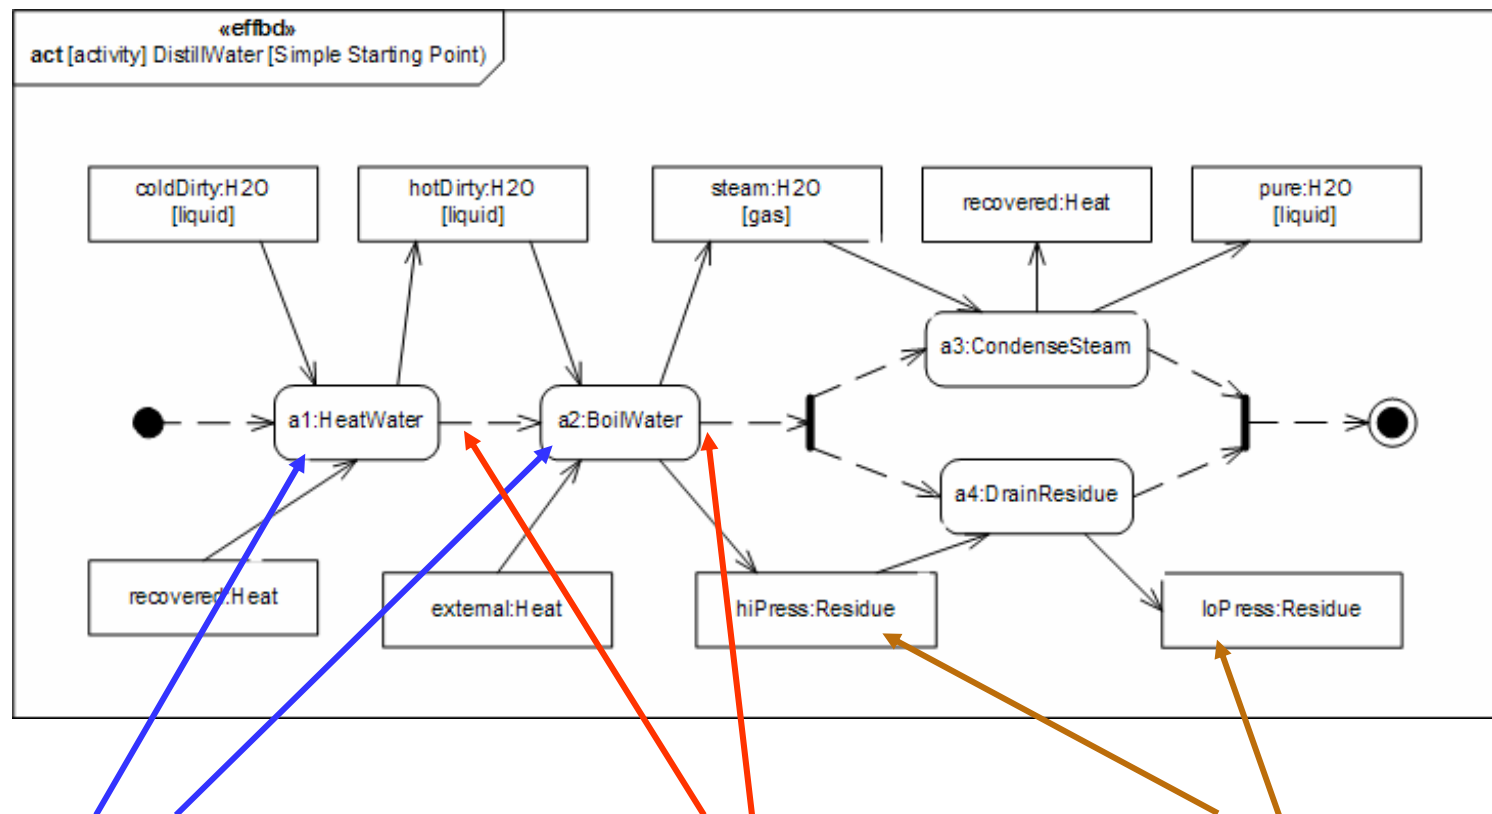 «effbd»
act [activity] DistillWater [Simple Starting Point)
coldDirty:H2O
[liquid]
hotDirty:H2O
[liquid]
steam:H2O
[gas]
recovered:Heat
pure:H2O
[liquid]
a3:CondenseSteam
a1:HeatWater
a2:BoilWater
a4:DrainResidue
recovered:Heat
external:Heat
hiPress:Residue
loPress:Residue